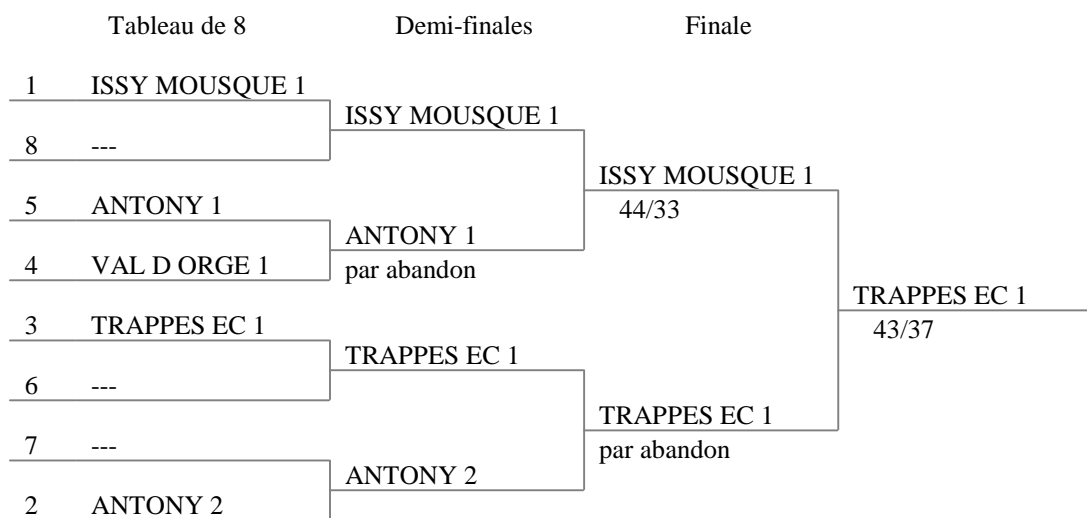 Tableau de 8 Demi-finales Finale
1 ISSY MOUSQUE 1
ISSY MOUSQUE 1
8 ---
ISSY MOUSQUE 1
5 ANTONY 1
44/33
ANTONY 1
4 VAL D ORGE 1
par abandon
TRAPPES EC 1
3 TRAPPES EC 1
43/37
TRAPPES EC 1
6 ---
TRAPPES EC 1
7 ---
par abandon
ANTONY 2
2 ANTONY 2